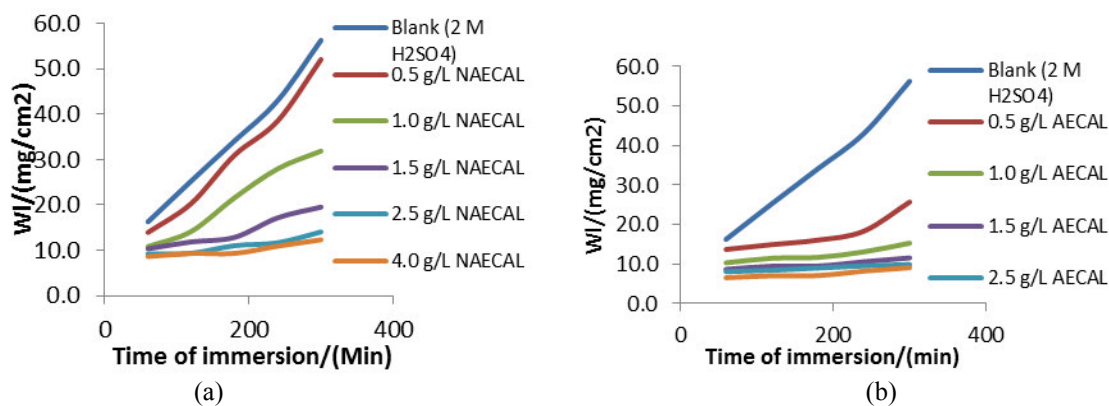 60.0
50.0
40.0
30.0
20.0
10.0
0.0
Wl/(mg/cm2)
0
200
400
Time of immersion/(Min)
Blank (2 M
H2SO4)
0.5 g/L NAECAL
1.0 g/L NAECAL
1.5 g/L NAECAL
2.5 g/L NAECAL
4.0 g/L NAECAL
(a)
60.0
50.0
40.0
30.0
20.0
10.0
0.0
Wl/(mg/cm2)
0
200
400
Time of immersion/(min)
Blank (2 M
H2SO4)
0.5 g/L AECAL
1.0 g/L AECAL
1.5 g/L AECAL
2.5 g/L AECAL
(b)